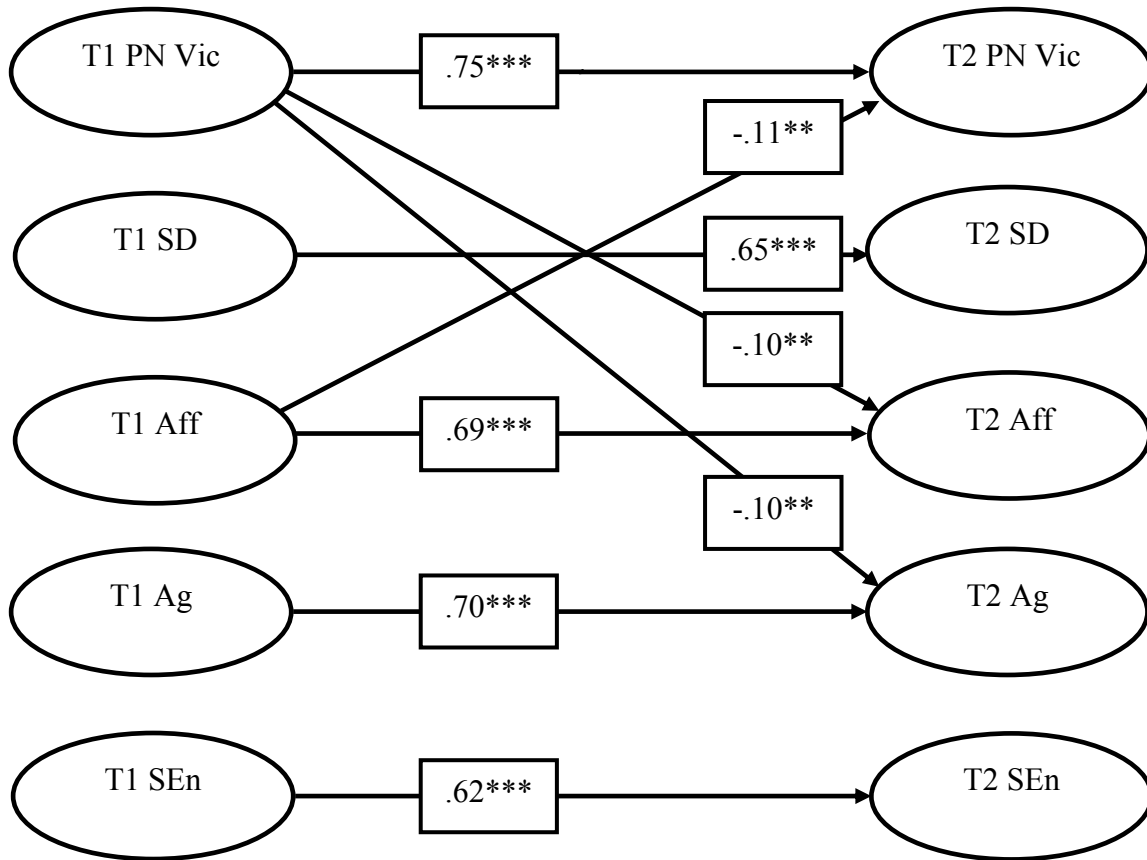 T1 PN Vic
.75***
T2 PN Vic
-.11**
T1 SD
.65***
T2 SD
-.10**
T1 Aff
.69***
T2 Aff
-.10**
T1 Ag
.70***
T2 Ag
T1 SEn
.62***
T2 SEn